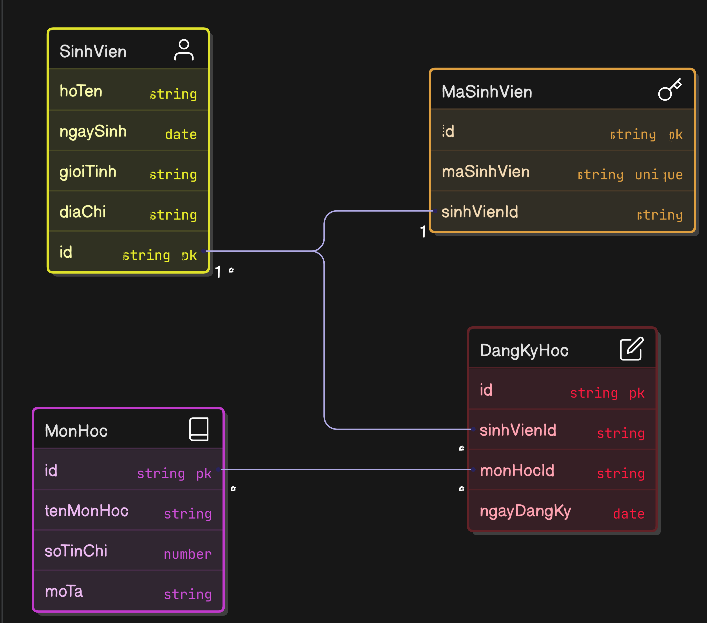 SinhVien
hoTen string
ngaySinh date
gioiTinh string
diaChi string
id string pk
1
MaSinhVien
id string pk
maSinhVien string unique
sinhVienId string
1
DangKyHoc
id string pk
sinhVienId string
monHocId string
ngayDangKy date
MonHoc
id string pk
tenMonHoc string
soTinChi number
moTa string